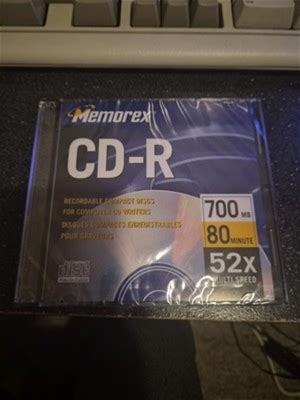 Memorex
CD-R
RECORDABLE COMPACT DISCS
FOR COMPUTER CD WRITERS
DISQUES COMPACTS ENREGISTRABLES
POUR GRAVEURS
700 MB
80 MINUTE
52x
MULTI SPEED